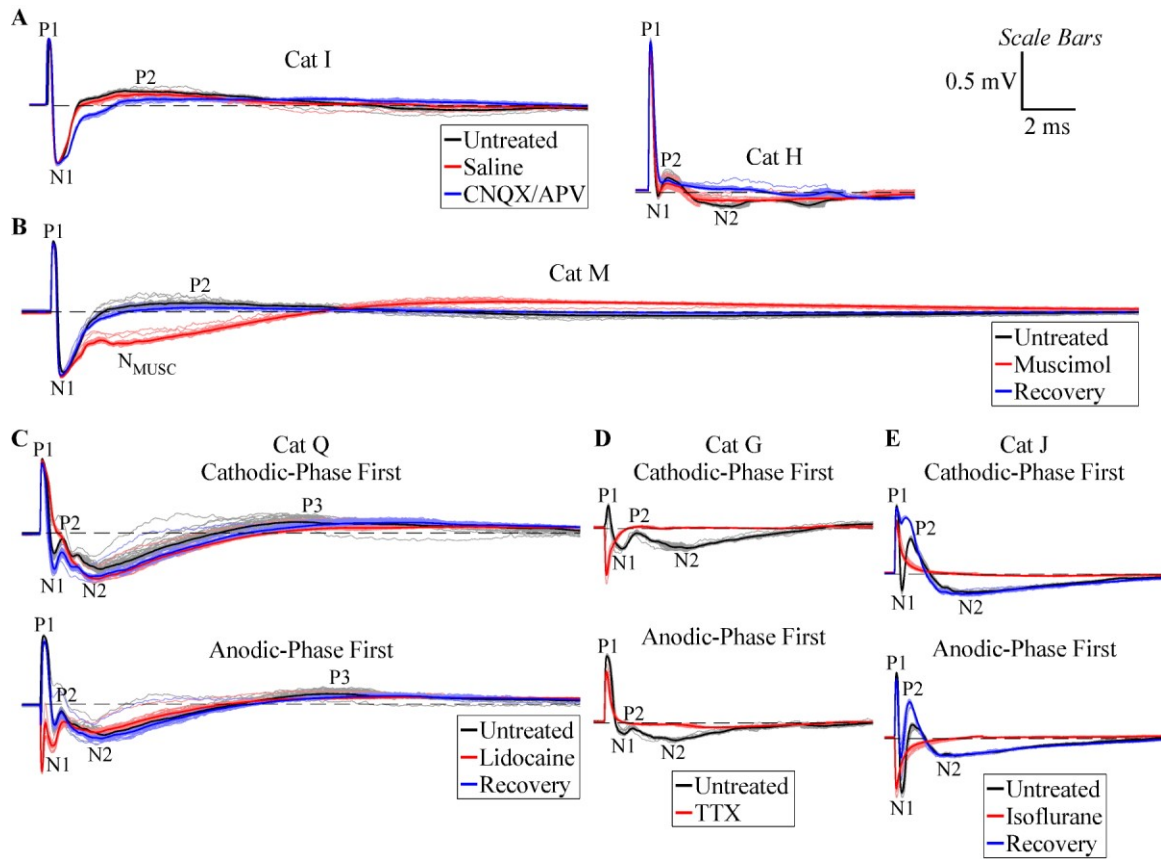 A
P1
Cat I
P2
N1
Untreated
Saline
CNQX/APV
P1
P2
Cat H
N1
N2
Scale Bars
0.5 mV
2 ms
B
P1
Cat M
P2
N1
NMUSC
Untreated
Muscimol
Recovery
C
Cat Q
Cathodic-Phase First
P1
P2
P3
N1
N2
Anodic-Phase First
P1
P2
P3
N1
N2
Untreated
Lidocaine
Recovery
D
Cat G
Cathodic-Phase First
P1
P2
N1
N2
Anodic-Phase First
P1
P2
N1
N2
Untreated
TTX
E
Cat J
Cathodic-Phase First
P1
P2
N1
N2
Anodic-Phase First
P1
P2
N1
N2
Untreated
Isoflurane
Recovery